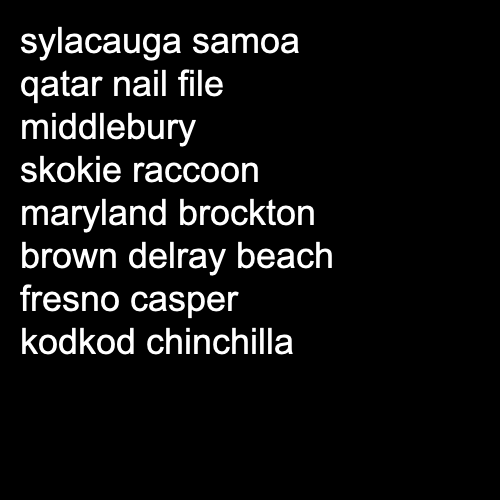 sylacauga samoa
qatar nail file
middlebury
skokie raccoon
maryland brockton
brown delray beach
fresno casper
kodkod chinchilla